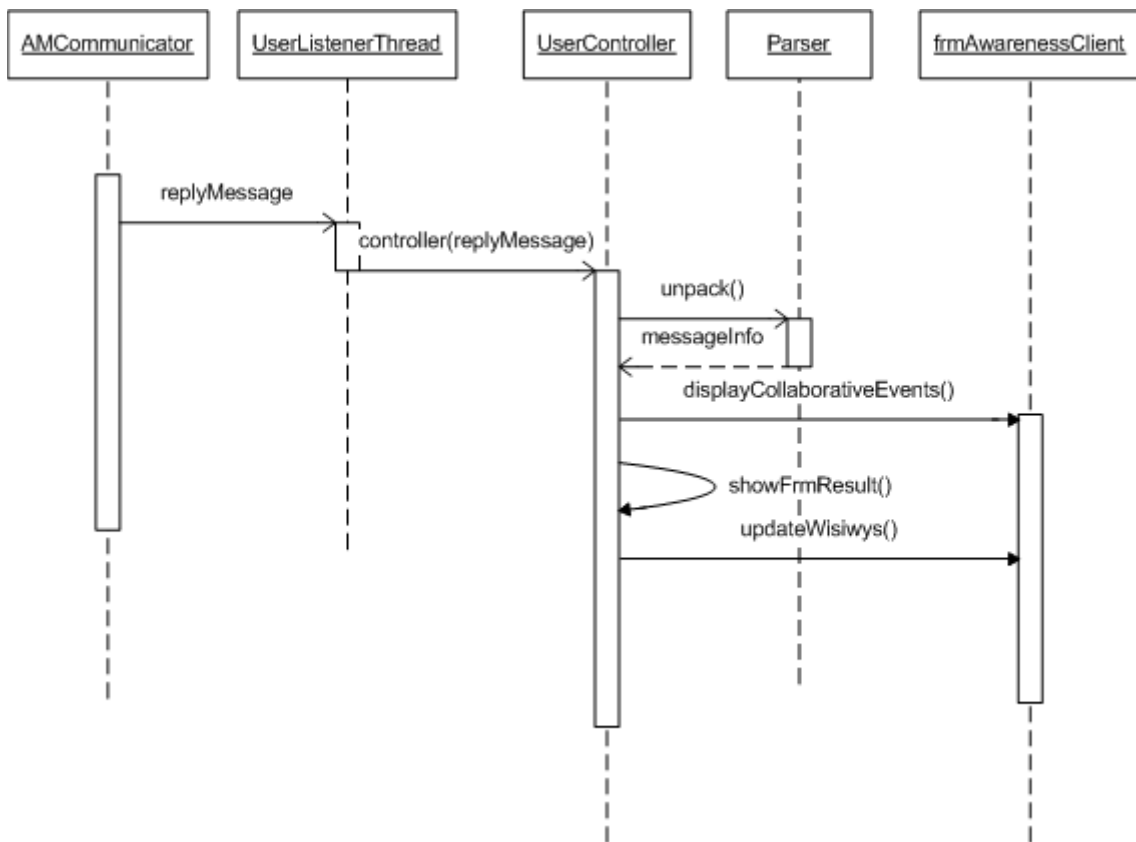 AMCommunicator
UserListenerThread
UserController
Parser
frmAwarenessClient
replyMessage
controller(replyMessage)
unpack()
messageInfo
displayCollaborativeEvents()
showFrmResult()
updateWisiwys()